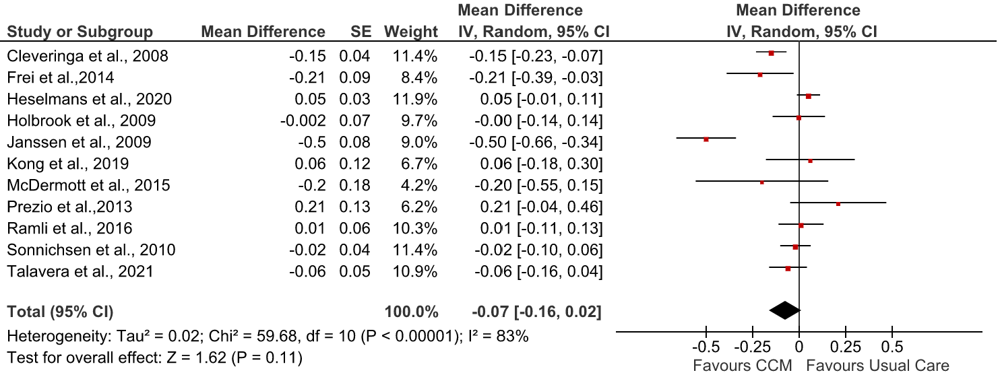 Mean Difference Mean Difference
Study or Subgroup Mean Difference SE Weight IV, Random, 95% CI IV, Random, 95% CI
Cleveringa et al., 2008 -0.15 0.04 11.4% -0.15 [-0.23, -0.07]
Frei et al.,2014 -0.21 0.09 8.4% -0.21 [-0.39, -0.03]
Heselmans et al., 2020 0.05 0.03 11.9% 0.05 [-0.01, 0.11]
Holbrook et al., 2009 -0.002 0.07 9.7% -0.00 [-0.14, 0.14]
Janssen et al., 2009 -0.5 0.08 9.0% -0.50 [-0.66, -0.34]
Kong et al., 2019 0.06 0.12 6.7% 0.06 [-0.18, 0.30]
McDermott et al., 2015 -0.2 0.18 4.2% -0.20 [-0.55, 0.15]
Prezio et al.,2013 0.21 0.13 6.2% 0.21 [-0.04, 0.46]
Ramli et al., 2016 0.01 0.06 10.3% 0.01 [-0.11, 0.13]
Sonnichsen et al., 2010 -0.02 0.04 11.4% -0.02 [-0.10, 0.06]
Talavera et al., 2021 -0.06 0.05 10.9% -0.06 [-0.16, 0.04]
Total (95% CI) 100.0% -0.07 [-0.16, 0.02]
Heterogeneity: Tau² = 0.02; Chi² = 59.68, df = 10 (P < 0.00001); I² = 83%
Test for overall effect: Z = 1.62 (P = 0.11)
-0.5 -0.25 0 0.25 0.5
Favours CCM Favours Usual Care